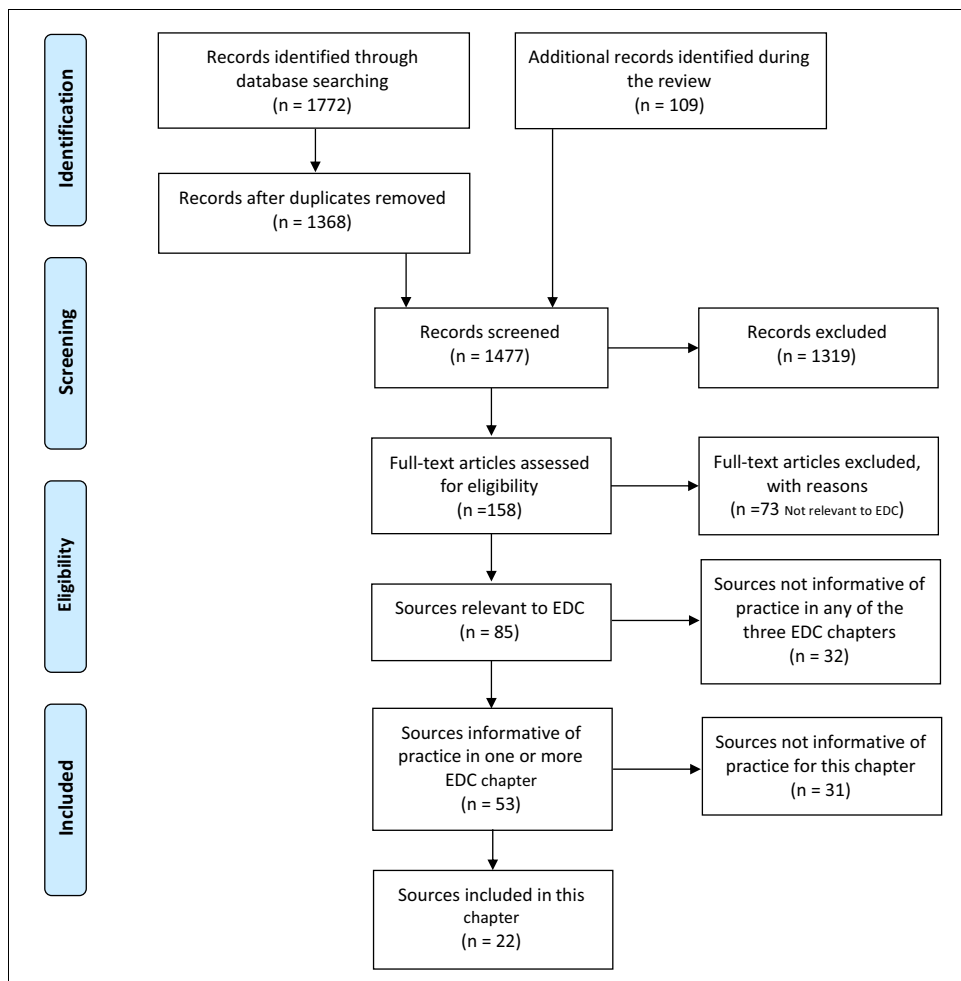 Identification
Records identified through
database searching
(n = 1772)
Additional records identified during
the review
(n = 109)
Records after duplicates removed
(n = 1368)
Screening
Records screened
(n = 1477)
Records excluded
(n = 1319)
Full-text articles assessed
for eligibility
(n =158)
Full-text articles excluded,
with reasons
(n =73 Not relevant to EDC)
Eligibility
Sources relevant to EDC
(n = 85)
Sources not informative of
practice in any of the
three EDC chapters
(n = 32)
Included
Sources informative of
practice in one or more
EDC chapter
(n = 53)
Sources not informative of
practice for this chapter
(n = 31)
Sources included in this
chapter
(n = 22)